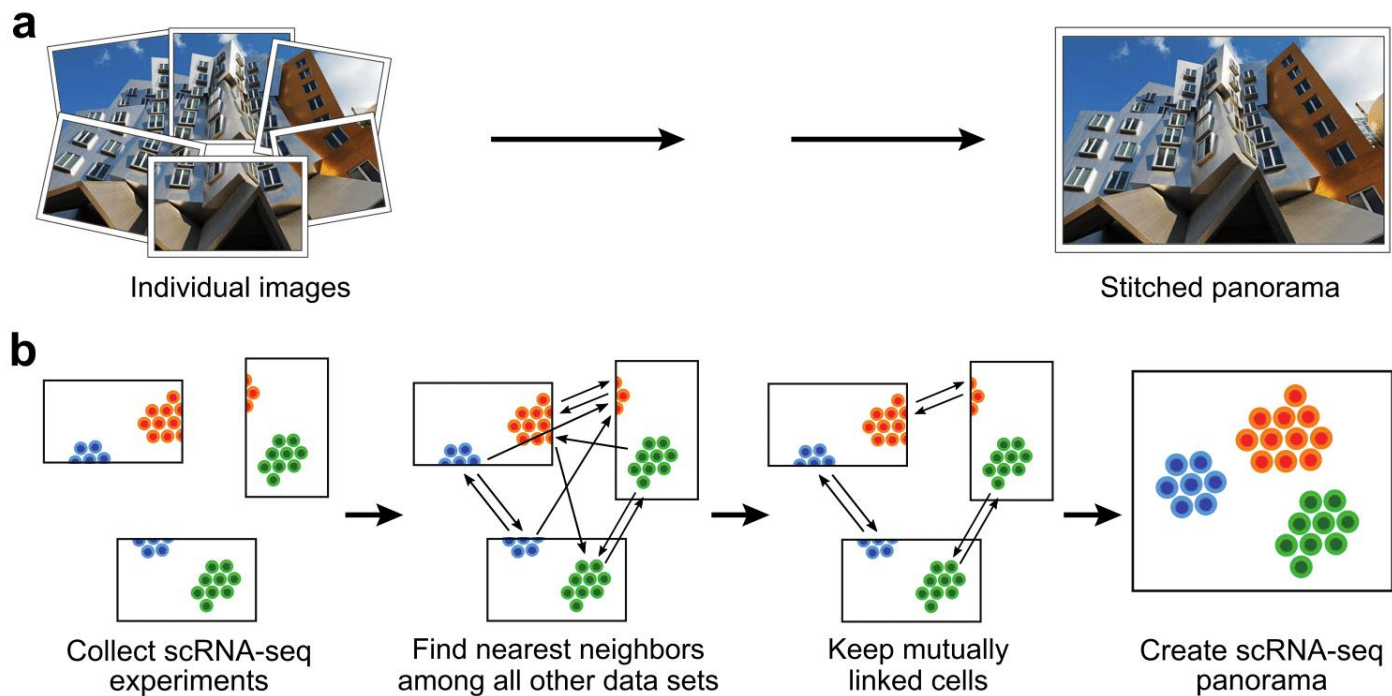 a
Individual images
Stitched panorama
b
Collect scRNA-seq
experiments
Find nearest neighbors
among all other data sets
Keep mutually
linked cells
Create scRNA-seq
panorama